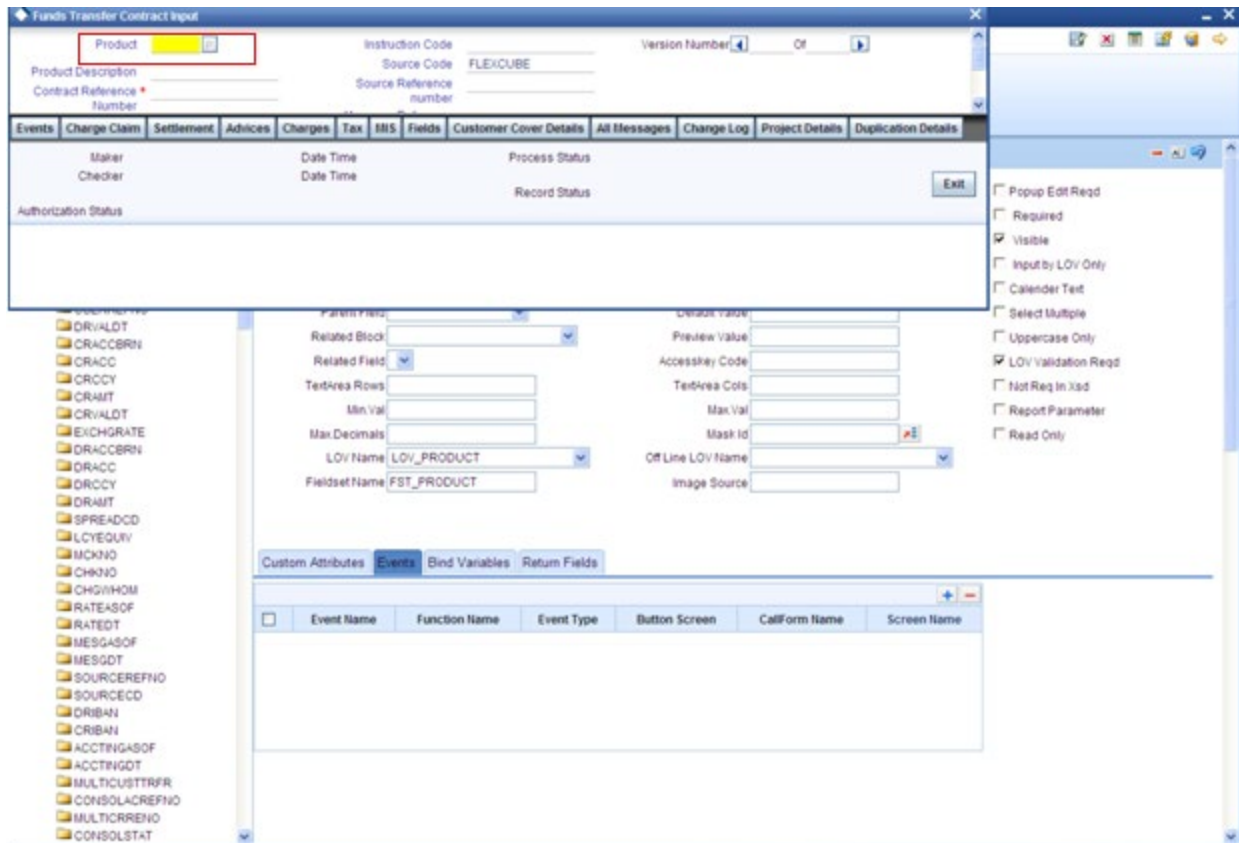 Funds Transfer Contract Input
Product Instruction Code Version Number Of
Source Code FLEXCUBE
Product Description
Source Reference number
Contract Reference * Number
Events Charge Claim Settlement Advices Charges Tax MIS Fields Customer Cover Details All Messages Change Log Project Details Duplication Details
Maker Date Time Process Status
Checker Date Time
Record Status Exit
Authorization Status
Popup Edit Reqd
Required
Visible
Input by LOV Only
Calender Text
Select Multiple
Uppercase Only
LOV Validation Reqd
Not Req In Xsd
Report Parameter
Read Only
Parent Field Default Value
Related Block Preview Value
Related Field Accesskey Code
TextArea Rows TextArea Cols
Min.Val Max.Val
Max.Decimals Mask Id
LOV Name LOV_PRODUCT Off Line LOV Name
Fieldset Name FST_PRODUCT Image Source
Custom Attributes Events Bind Variables Return Fields
Event Name Function Name Event Type Button Screen CallForm Name Screen Name
DRVALDT
CRACCBRN
CRACC
CRCCY
CRAMT
CRVALDT
EXCHGRATE
DRACCBRN
DRACC
DRCCY
DRAMT
SPREADCD
LCYEQUIV
MCKNO
CHKNO
CHGWHOM
RATEASOF
RATEDT
MESGASOF
MESGDT
SOURCEREFNO
SOURCECD
DRIBAN
CRIBAN
ACCTINGASOF
ACCTINGDT
MULTICUSTTRFR
CONSOLACREFNO
MULTICRRENO
CONSOLSTAT